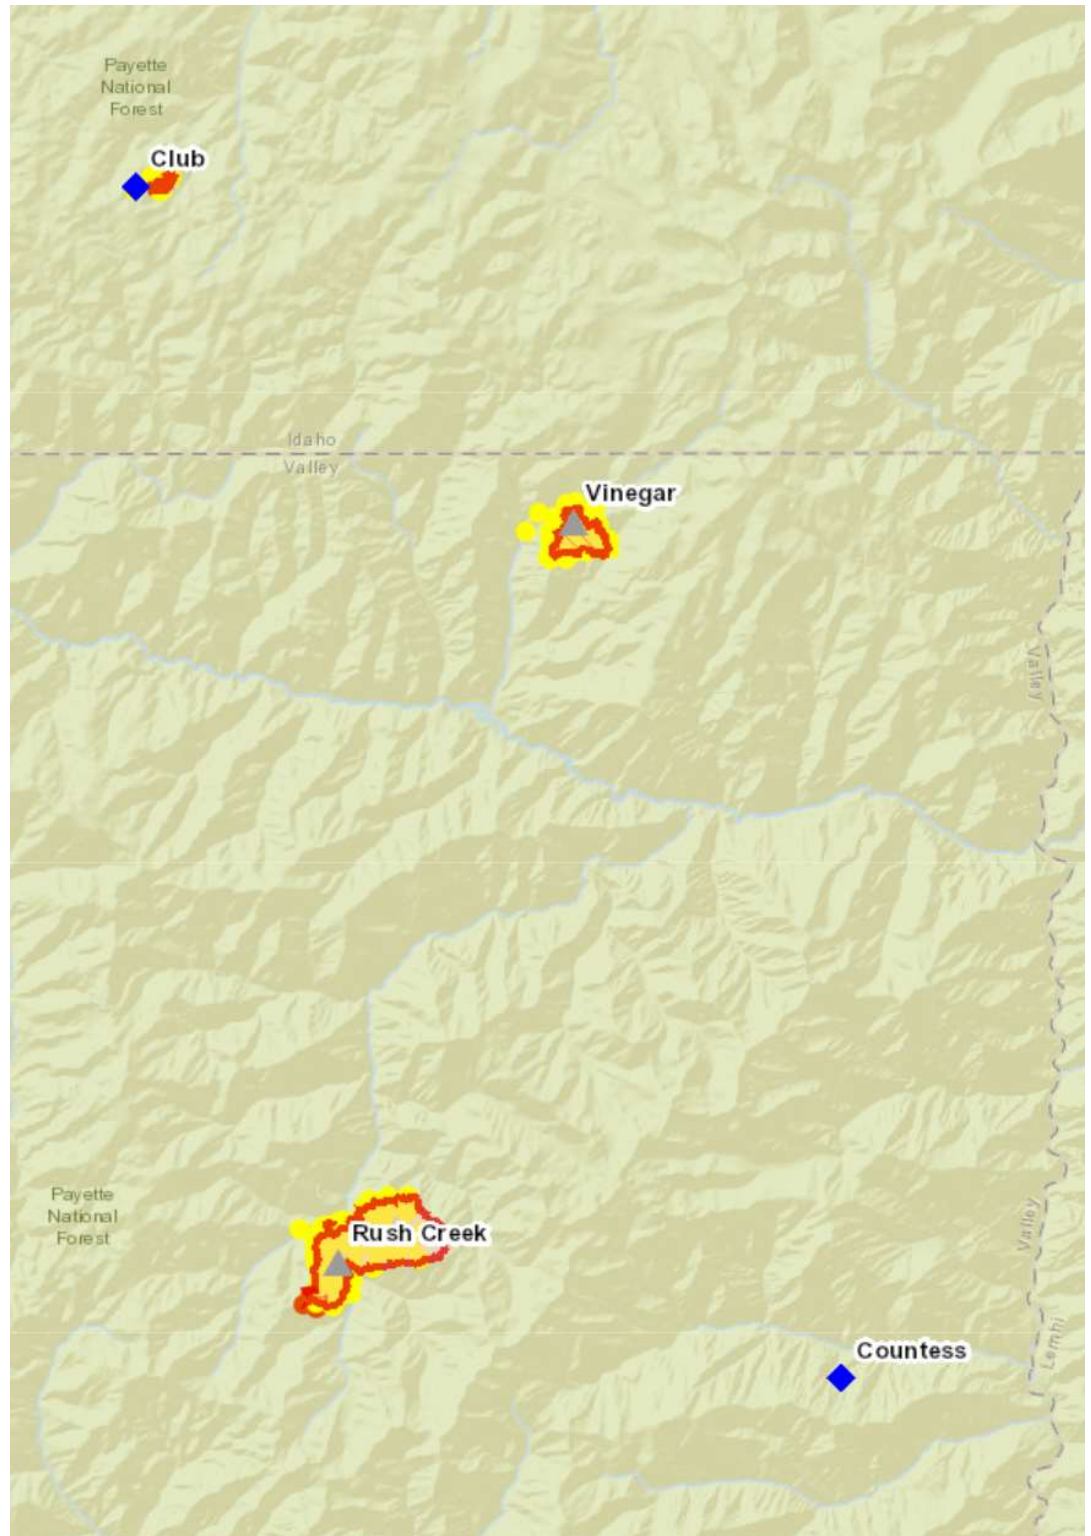 Payette
National
Forest
Club
Idaho
Valley
Vinegar
Valley
Payette
National
Forest
Rush Creek
Valley
Lemhi
Countess